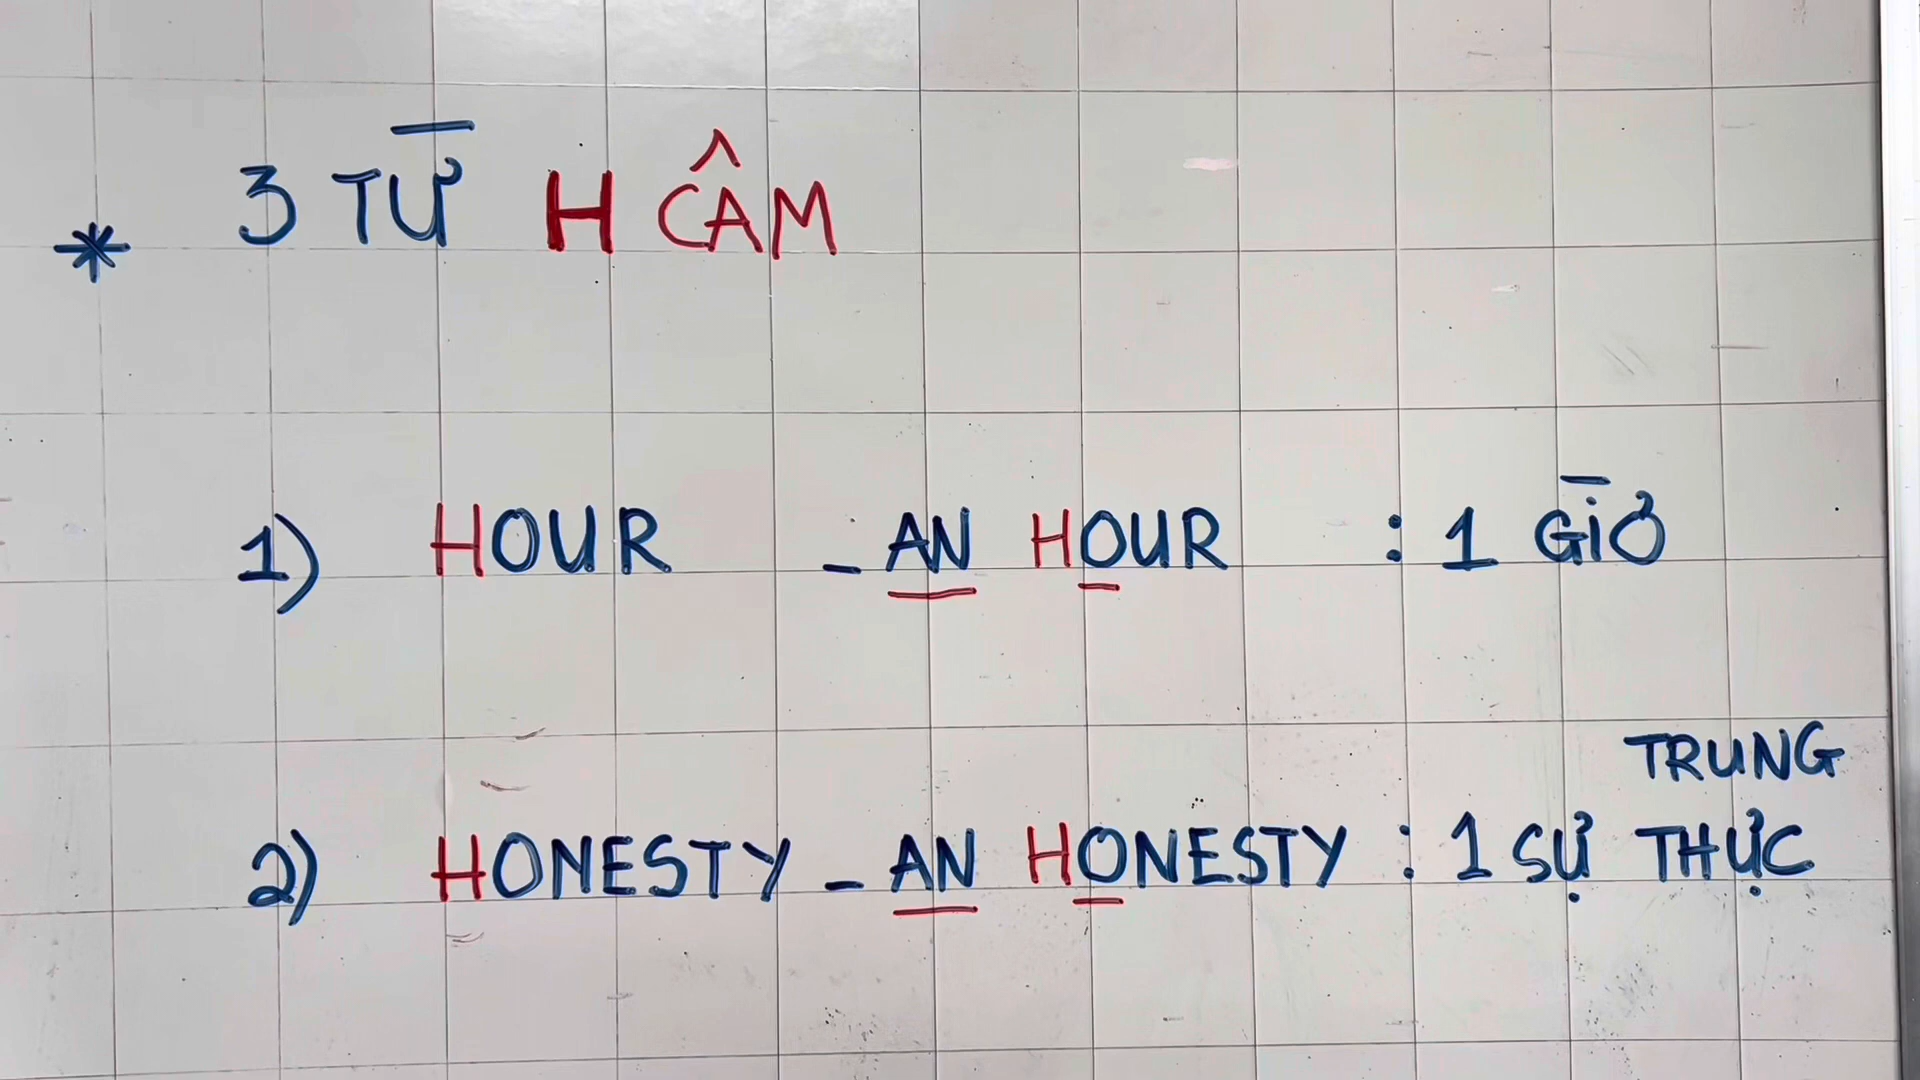 * 3 TỪ H CÂM
1) HOUR - AN HOUR : 1 GIỜ
TRUNG
2) HONESTY - AN HONESTY : 1 SỰ THỰC